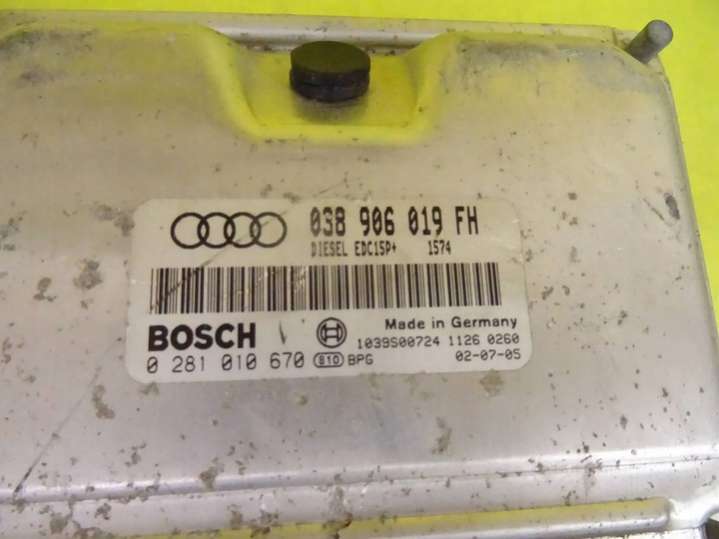 038 906 019 FH
DIESEL EDC15P+ 1574
BOSCH Made in Germany
1039S00724 1126 0260
0 281 010 670 810 BPG 02-07-05